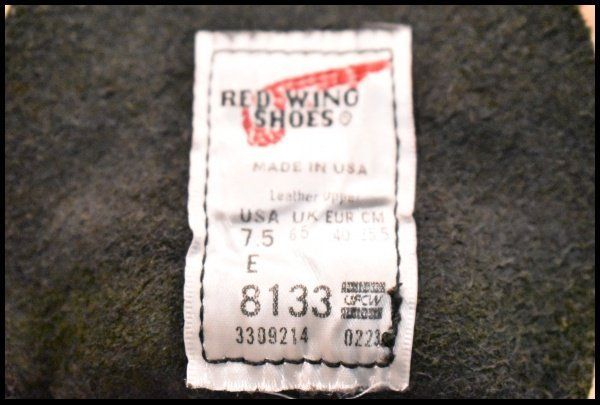 RED WING
SHOES®
MADE IN USA
Leather upper
USA UK EUR CM
7.5 6.5 40 25.5
E
8133 UFCW
3309214 0223